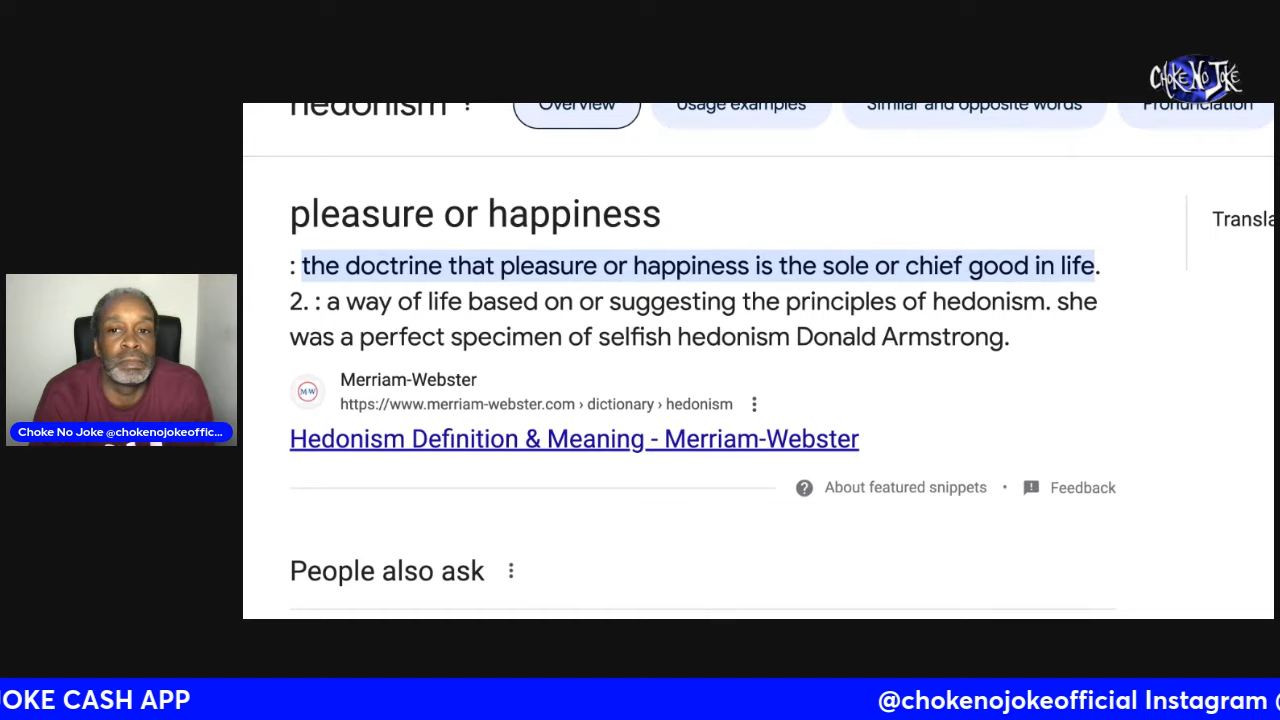 CHOKE NO JOKE
hedonism
Overview
Usage examples
Similar and opposite words
Pronunciation
pleasure or happiness
Transla
: the doctrine that pleasure or happiness is the sole or chief good in life.
2. : a way of life based on or suggesting the principles of hedonism. she
was a perfect specimen of selfish hedonism Donald Armstrong.
M-W
Merriam-Webster
https://www.merriam-webster.com › dictionary › hedonism
Hedonism Definition & Meaning - Merriam-Webster
About featured snippets • Feedback
People also ask
Choke No Joke @chokenojokeoffic...
JOKE CASH APP
@chokenojokeofficial Instagram